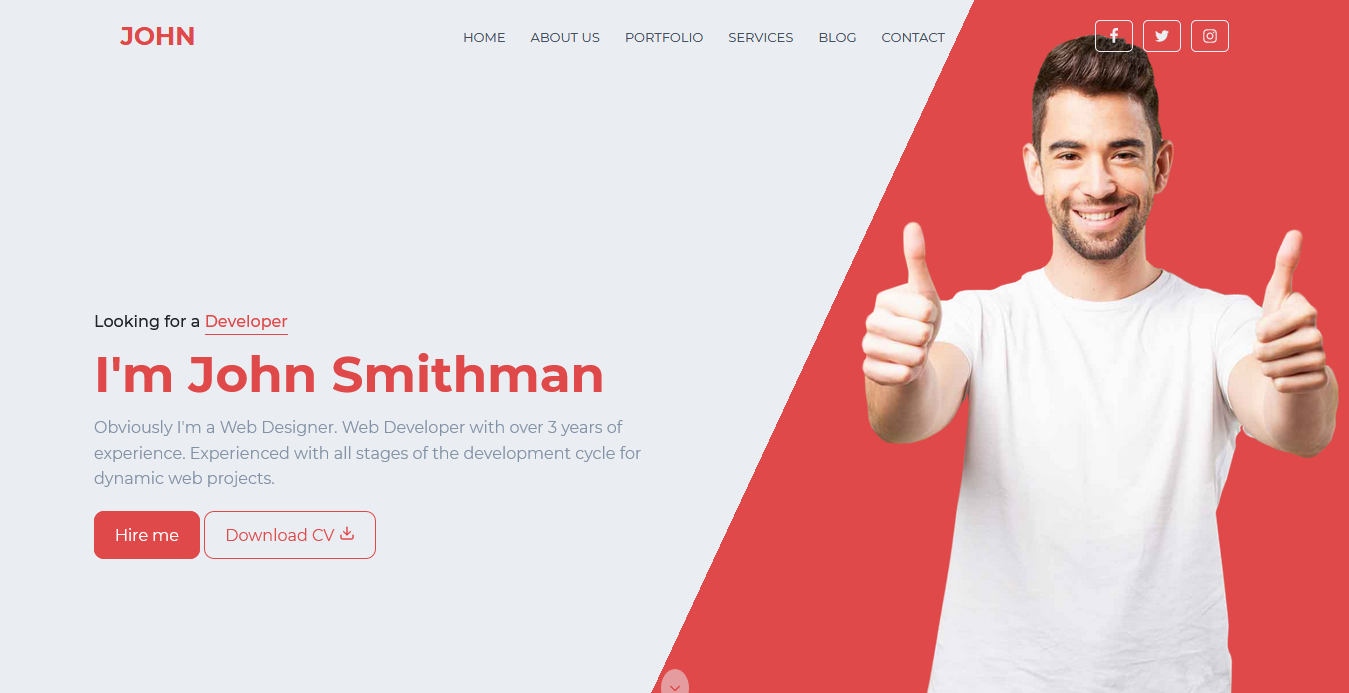 JOHN
HOME ABOUT US PORTFOLIO SERVICES BLOG CONTACT
Looking for a Developer
I'm John Smithman
Obviously I'm a Web Designer. Web Developer with over 3 years of
experience. Experienced with all stages of the development cycle for
dynamic web projects.
Hire me Download CV